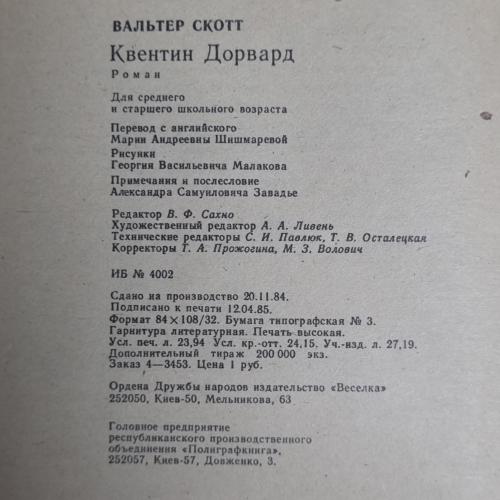 ВАЛЬТЕР СКОТТ
Квентин Дорвард
Роман
Для среднего
и старшего школьного возраста
Перевод с английского
Марии Андреевны Шишмаревой
Рисунки
Георгия Васильевича Малакова
Примечания и послесловие
Александра Самуиловича Завадье
Редактор В. Ф. Сахно
Художественный редактор А. А. Ливень
Технические редакторы С. И. Павлюк, Т. В. Осталецкая
Корректоры Т. А. Прожогина, М. З. Волович
ИБ № 4002
Сдано на производство 20.11.84.
Подписано к печати 12.04.85.
Формат 84×108/32. Бумага типографская № 3.
Гарнитура литературная. Печать высокая.
Усл. печ. л. 23,94 Усл. кр.-отт. 24,15. Уч.-изд. л. 27,19.
Дополнительный тираж 200 000 экз.
Заказ 4—3453. Цена 1 руб.
Ордена Дружбы народов издательство «Веселка»
252050, Киев-50, Мельникова, 63
Головное предприятие
республиканского производственного
объединения «Полиграфкнига».
252057, Киев-57, Довженко, 3.